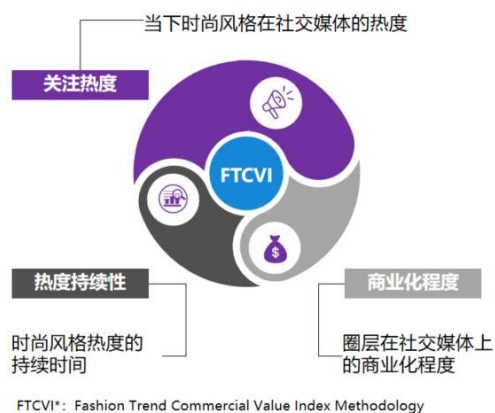 当下时尚风格在社交媒体的热度
关注热度
FTCVI
$
热度持续性
商业化程度
时尚风格热度的
持续时间
圈层在社交媒体上
的商业化程度
FTCVI*: Fashion Trend Commercial Value Index Methodology